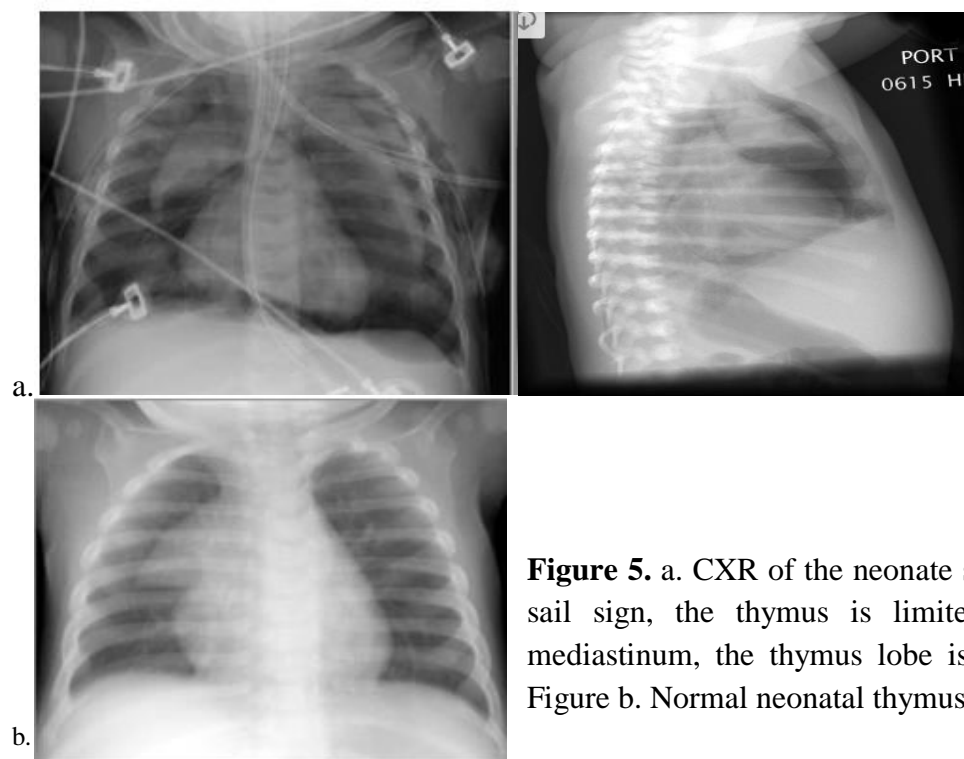 PORT
0615 H
a.
Figure 5. a. CXR of the neonate
sail sign, the thymus is limite
mediastinum, the thymus lobe is
Figure b. Normal neonatal thymus
b.